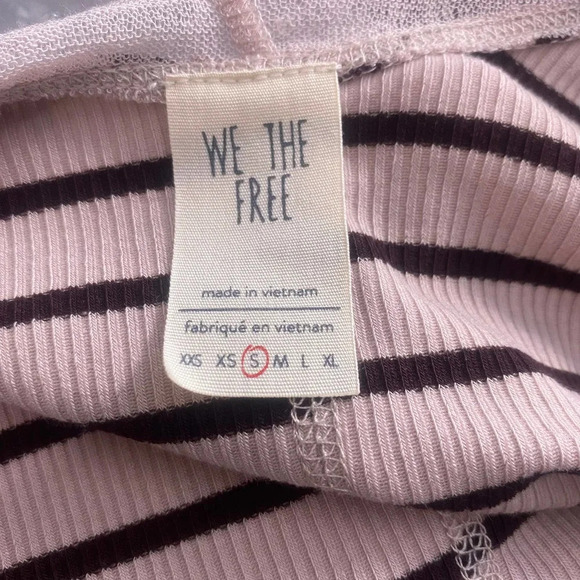 WE THE
FREE
made in vietnam
fabriqué en vietnam
XXS XS S M L XL